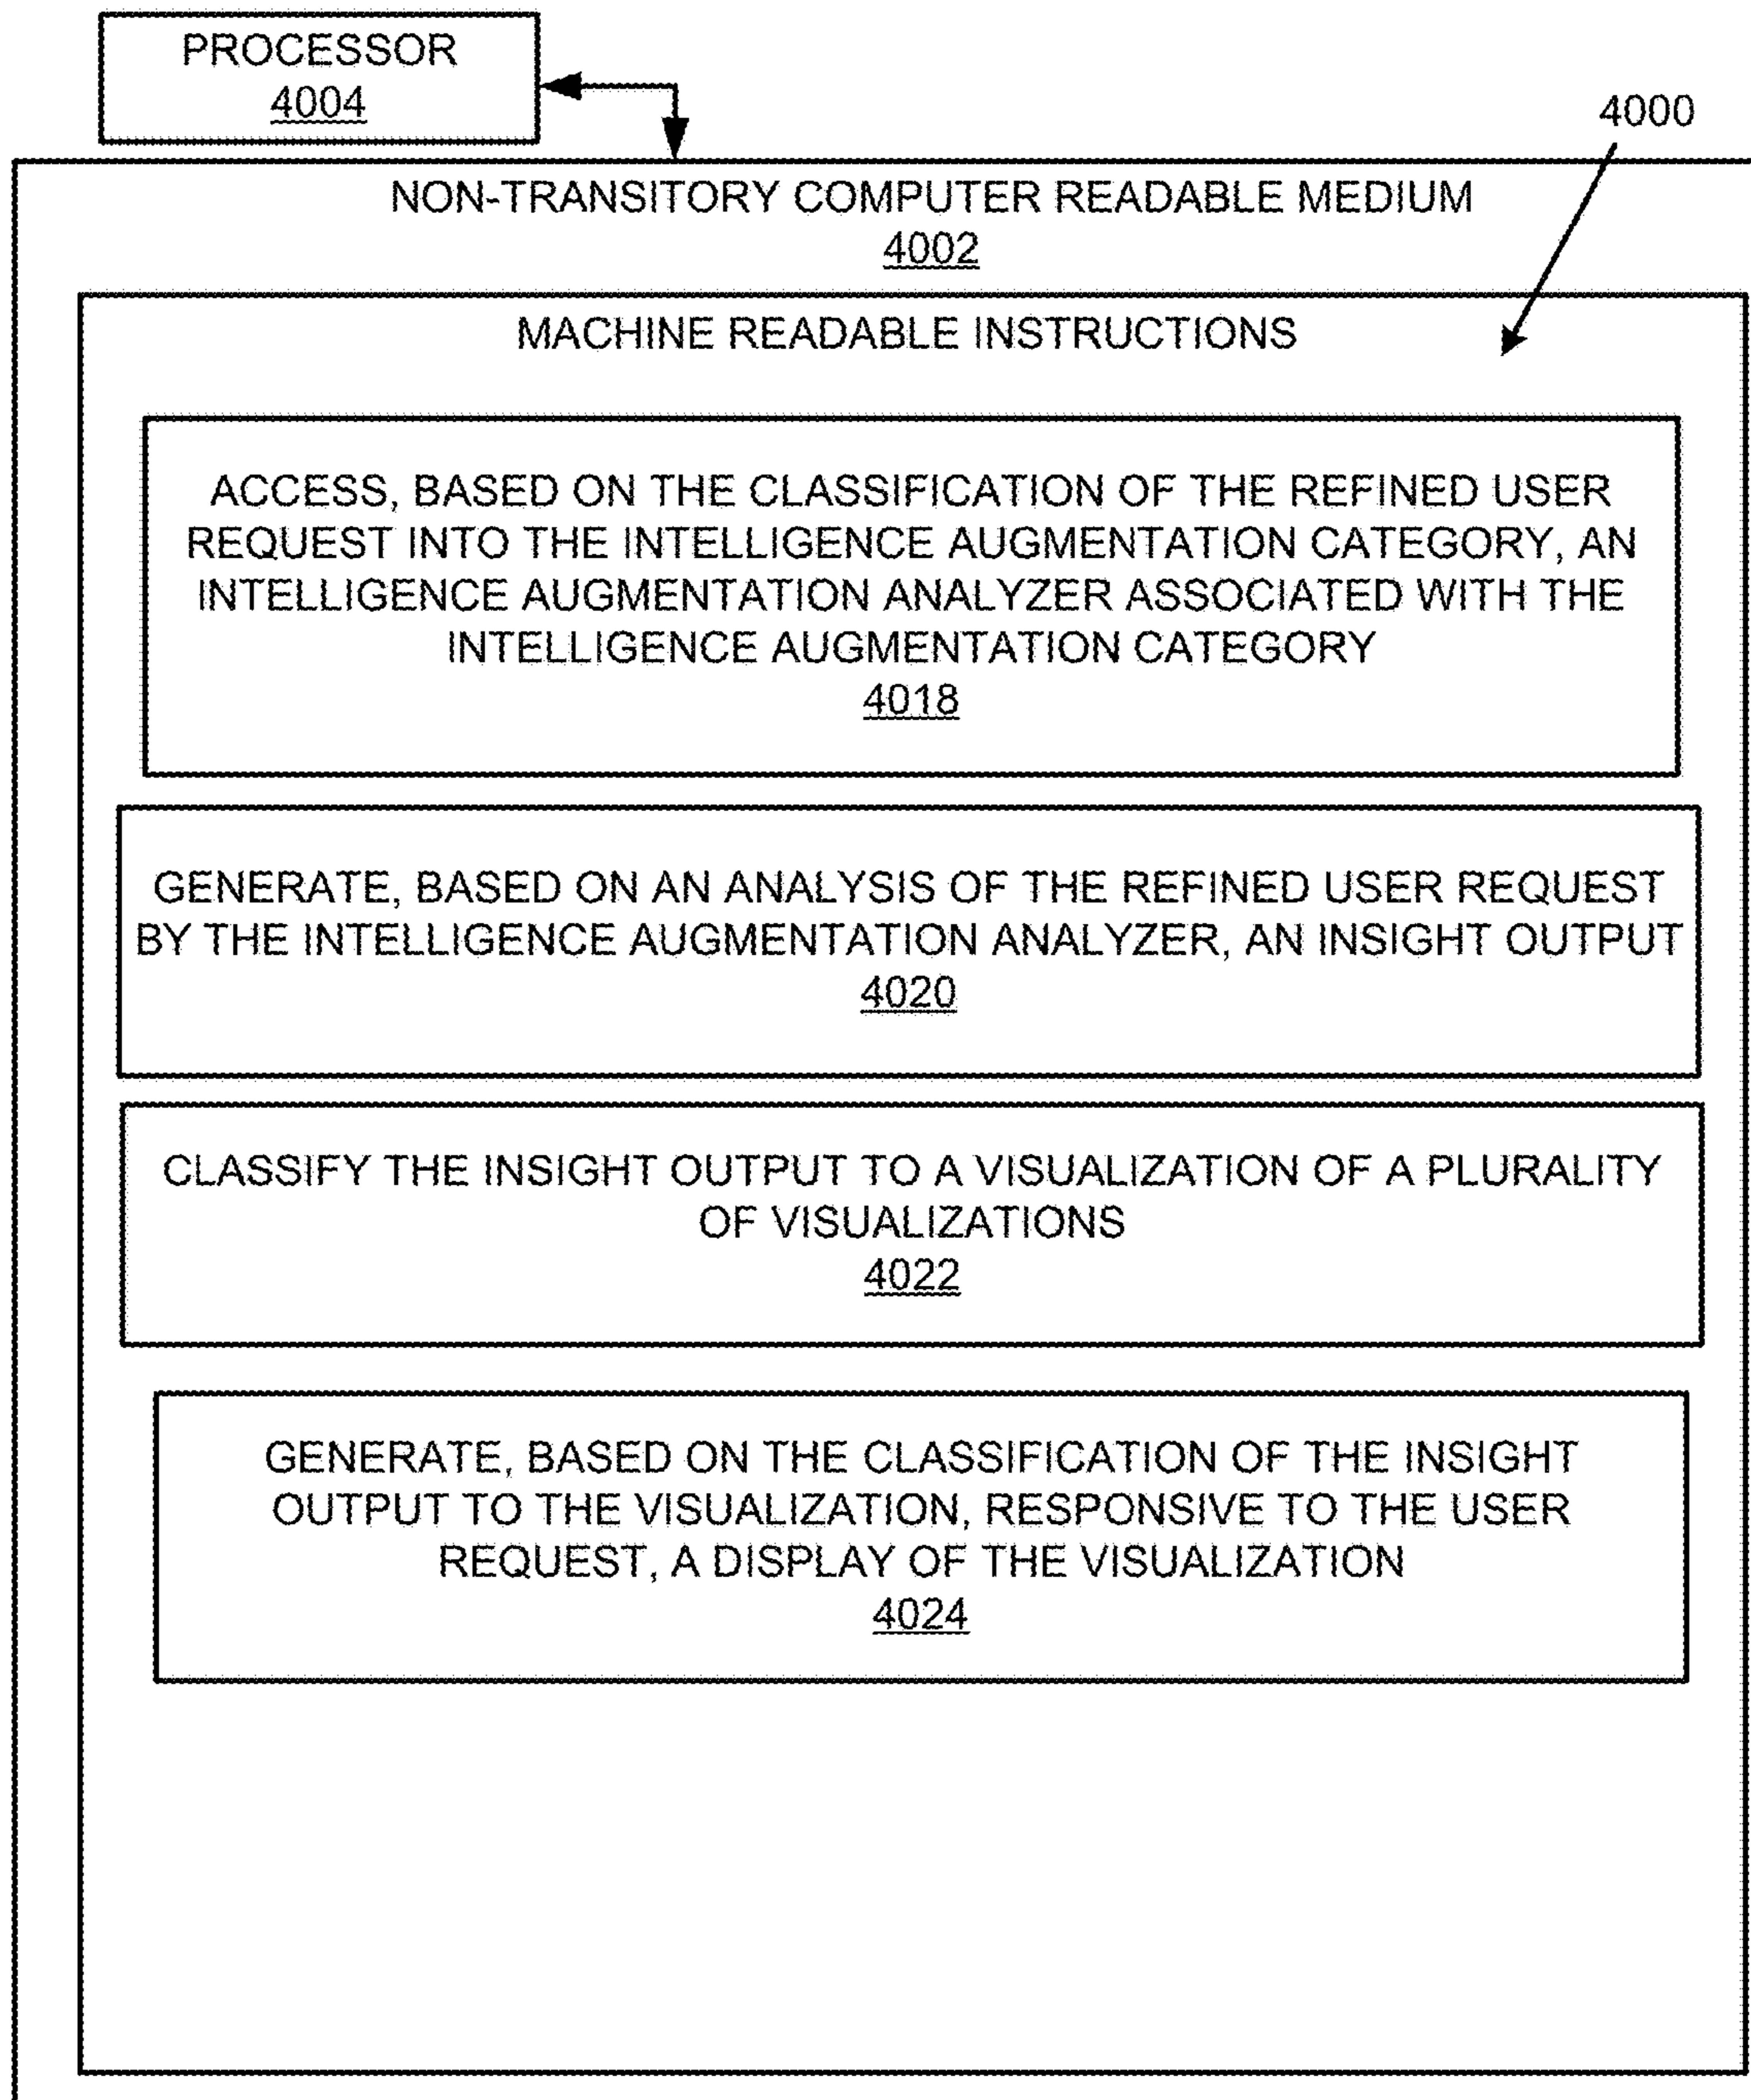 PROCESSOR
4004
4000
NON-TRANSITORY COMPUTER READABLE MEDIUM
4002
MACHINE READABLE INSTRUCTIONS
ACCESS, BASED ON THE CLASSIFICATION OF THE REFINED USER
REQUEST INTO THE INTELLIGENCE AUGMENTATION CATEGORY, AN
INTELLIGENCE AUGMENTATION ANALYZER ASSOCIATED WITH THE
INTELLIGENCE AUGMENTATION CATEGORY
4018
GENERATE, BASED ON AN ANALYSIS OF THE REFINED USER REQUEST
BY THE INTELLIGENCE AUGMENTATION ANALYZER, AN INSIGHT OUTPUT
4020
CLASSIFY THE INSIGHT OUTPUT TO A VISUALIZATION OF A PLURALITY
OF VISUALIZATIONS
4022
GENERATE, BASED ON THE CLASSIFICATION OF THE INSIGHT
OUTPUT TO THE VISUALIZATION, RESPONSIVE TO THE USER
REQUEST, A DISPLAY OF THE VISUALIZATION
4024